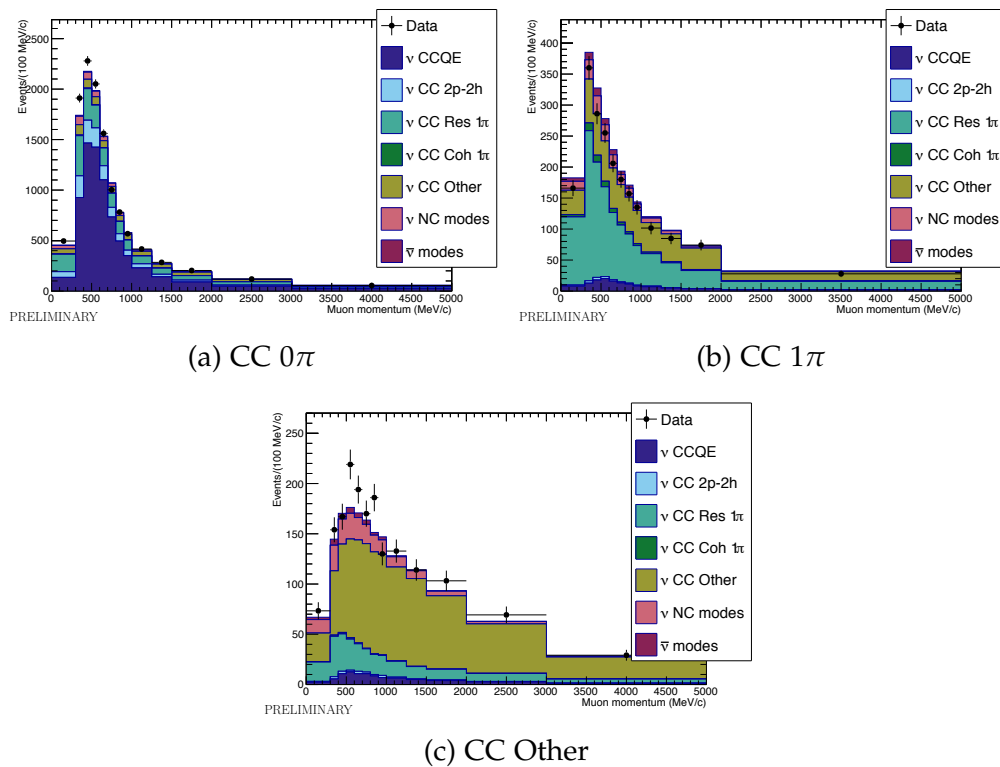 Events/(100 MeV/c)
2500
2000
1500
1000
500
0
0 500 1000 1500 2000 2500 3000 3500 4000 4500 5000
Muon momentum (MeV/c)
PRELIMINARY
Data
ν CCQE
ν CC 2p-2h
ν CC Res 1π
ν CC Coh 1π
ν CC Other
ν NC modes
ν̅ modes
(a) CC 0π
Events/(100 MeV/c)
400
350
300
250
200
150
100
50
0
0 500 1000 1500 2000 2500 3000 3500 4000 4500 5000
Muon momentum (MeV/c)
PRELIMINARY
Data
ν CCQE
ν CC 2p-2h
ν CC Res 1π
ν CC Coh 1π
ν CC Other
ν NC modes
ν̅ modes
(b) CC 1π
Events/(100 MeV/c)
250
200
150
100
50
0
0 500 1000 1500 2000 2500 3000 3500 4000 4500 5000
Muon momentum (MeV/c)
PRELIMINARY
Data
ν CCQE
ν CC 2p-2h
ν CC Res 1π
ν CC Coh 1π
ν CC Other
ν NC modes
ν̅ modes
(c) CC Other